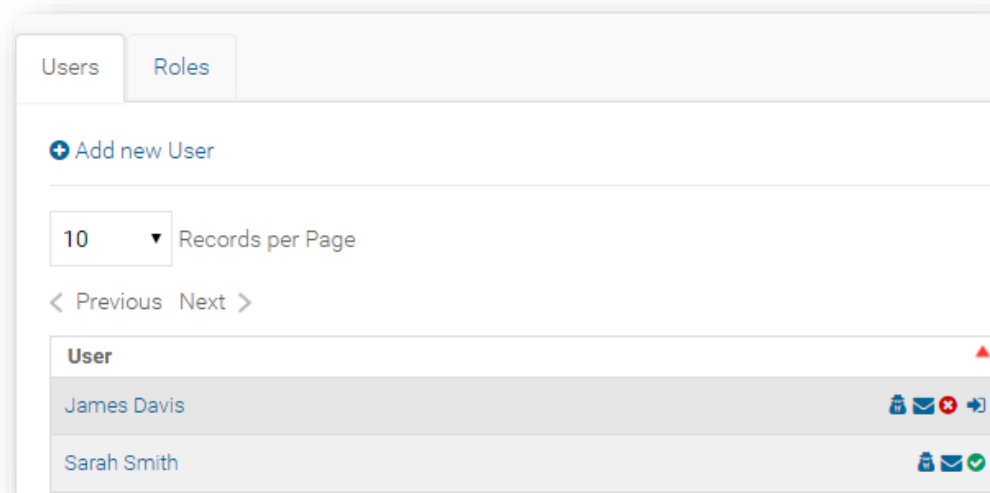 Users Roles
Add new User
10 Records per Page
Previous Next
User
James Davis
Sarah Smith